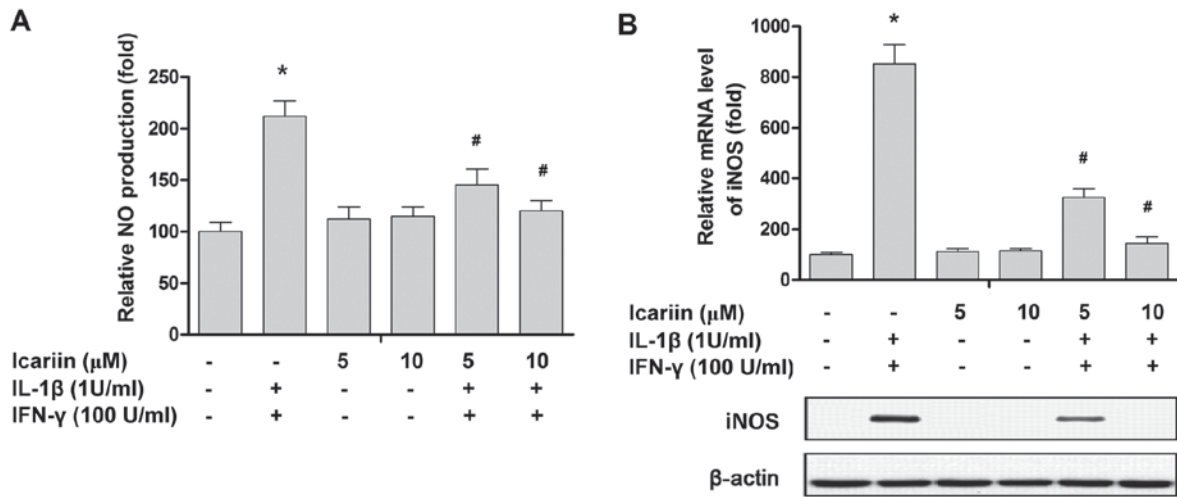 A
Relative NO production (fold)
250
200
150
100
50
0
*
#
#
Icariin (μM) - - 5 10 5 10
IL-1β (1U/ml) - + - - + +
IFN-γ (100 U/ml) - + - - + +
B
Relative mRNA level
of iNOS (fold)
1000
800
600
400
200
0
*
#
#
Icariin (μM) - - 5 10 5 10
IL-1β (1U/ml) - + - - + +
IFN-γ (100 U/ml) - + - - + +
iNOS
β-actin